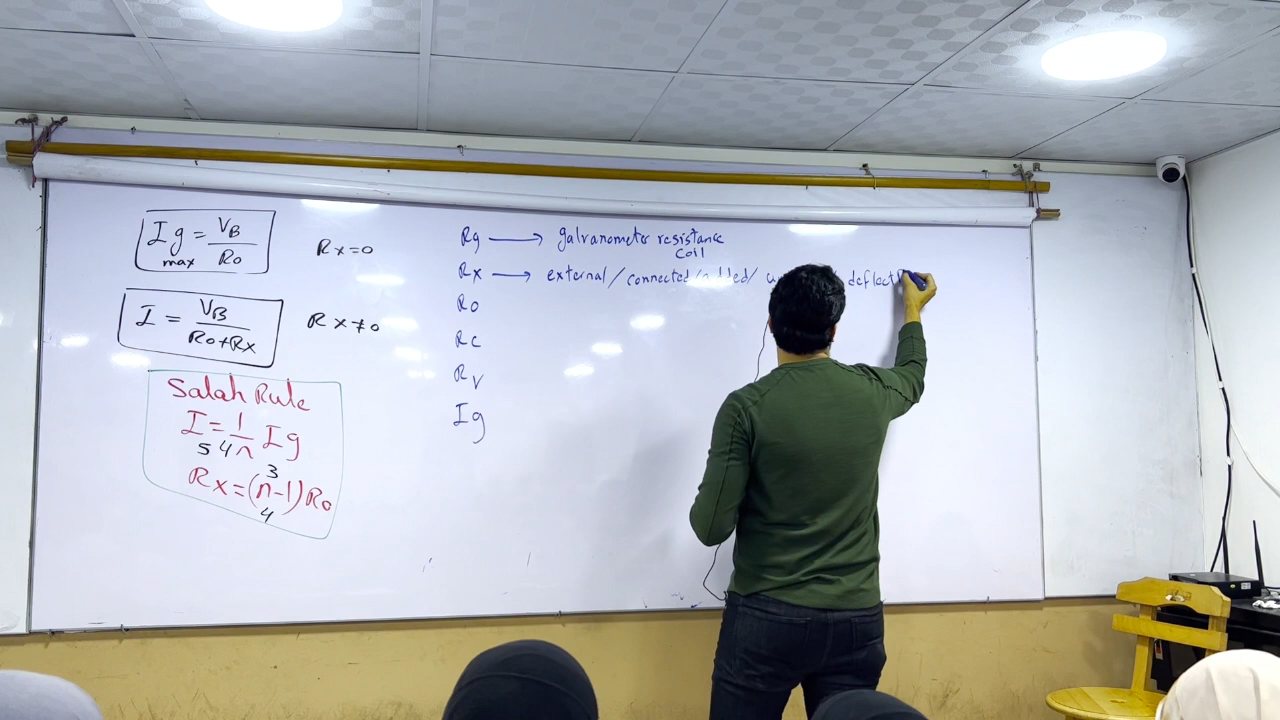 Ig = VB / Ro
max
Rx=0
I = VB / Ro+Rx
Rx≠0
Salah Rule
I = 1/n Ig
5 4
3
Rx=(n-1)Ro
4
Rg → galvanometer resistance
coil
Rx → external/connected/added/ deflect
Ro
Rc
Rv
Ig